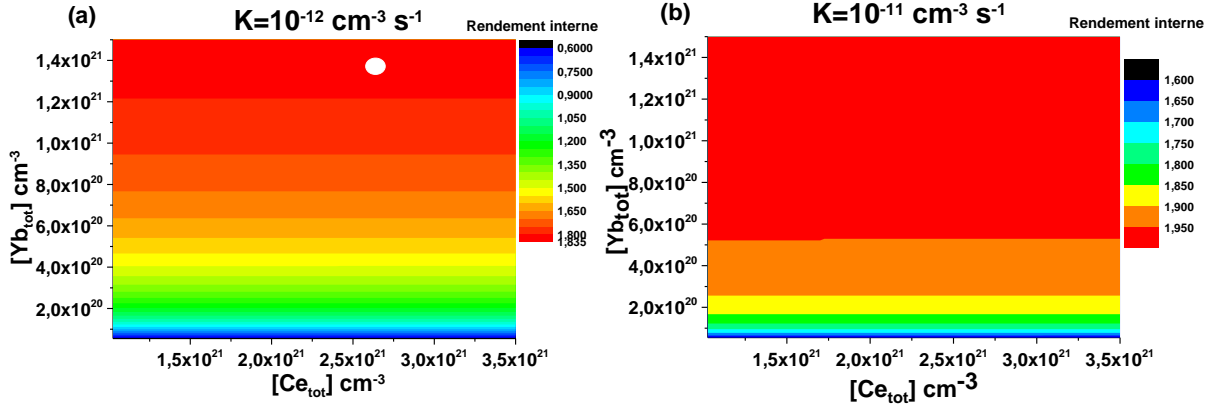 (a)
K=10⁻¹² cm⁻³ s⁻¹
Rendement interne
[Yb_tot] cm⁻³
1,4x10²¹
1,2x10²¹
1,0x10²¹
8,0x10²⁰
6,0x10²⁰
4,0x10²⁰
2,0x10²⁰
1,5x10²¹ 2,0x10²¹ 2,5x10²¹ 3,0x10²¹ 3,5x10²¹
[Ce_tot] cm⁻³
0,6000
0,7500
0,9000
1,050
1,200
1,350
1,500
1,650
1,800
1,835
(b)
K=10⁻¹¹ cm⁻³ s⁻¹
Rendement interne
[Yb_tot] cm⁻³
1,4x10²¹
1,2x10²¹
1,0x10²¹
8,0x10²⁰
6,0x10²⁰
4,0x10²⁰
2,0x10²⁰
1,5x10²¹ 2,0x10²¹ 2,5x10²¹ 3,0x10²¹ 3,5x10²¹
[Ce_tot] cm⁻³
1,600
1,650
1,700
1,750
1,800
1,850
1,900
1,950